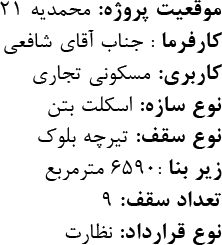 موقعیت پروژه: محمدیه ۲۱
کارفرما : جناب آقای شافعی
کاربری: مسکونی تجاری
نوع سازه: اسکلت بتن
نوع سقف: تیرچه بلوک
زیر بنا :۶۵۹۰ مترمربع
تعداد سقف: ۹
نوع قرارداد: نظارت